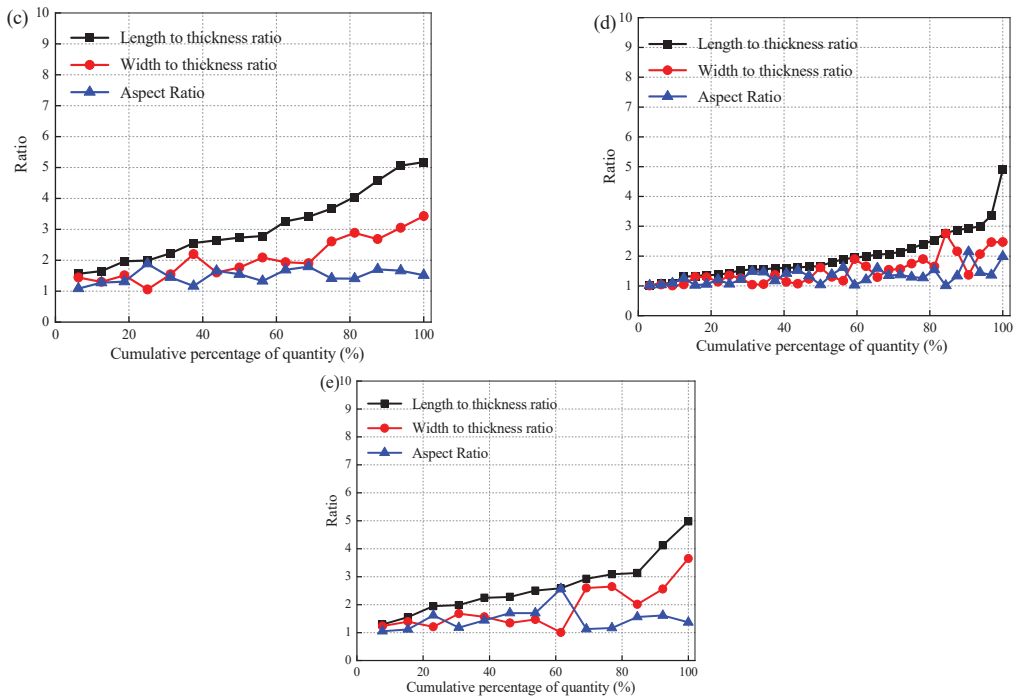 (c)
10
9
8
7
6
5
4
3
2
1
0
Ratio
Length to thickness ratio
Width to thickness ratio
Aspect Ratio
0 20 40 60 80 100
Cumulative percentage of quantity (%)
(d)
10
9
8
7
6
5
4
3
2
1
0
Ratio
Length to thickness ratio
Width to thickness ratio
Aspect Ratio
0 20 40 60 80 100
Cumulative percentage of quantity (%)
(e)
10
9
8
7
6
5
4
3
2
1
0
Ratio
Length to thickness ratio
Width to thickness ratio
Aspect Ratio
0 20 40 60 80 100
Cumulative percentage of quantity (%)